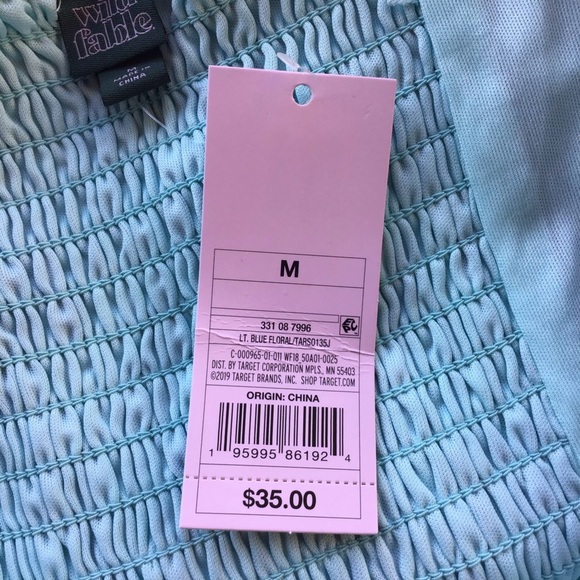 wild
fable.
M
MADE IN
CHINA
M
331 08 7996
LT. BLUE FLORAL/TARS0135J
C-000965-01-011 WF18_50A01-0025
DIST. BY TARGET CORPORATION MPLS., MN 55403
©2019 TARGET BRANDS, INC. SHOP TARGET.COM
ORIGIN: CHINA
1 95995 86192 4
$35.00